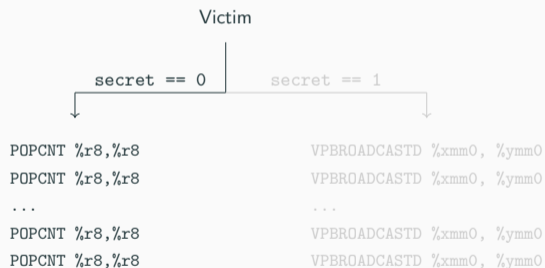 Victim
secret == 0 secret == 1
POPCNT %r8,%r8 VPBROADCASTD %xmm0, %ymm0
POPCNT %r8,%r8 VPBROADCASTD %xmm0, %ymm0
... ...
POPCNT %r8,%r8 VPBROADCASTD %xmm0, %ymm0
POPCNT %r8,%r8 VPBROADCASTD %xmm0, %ymm0